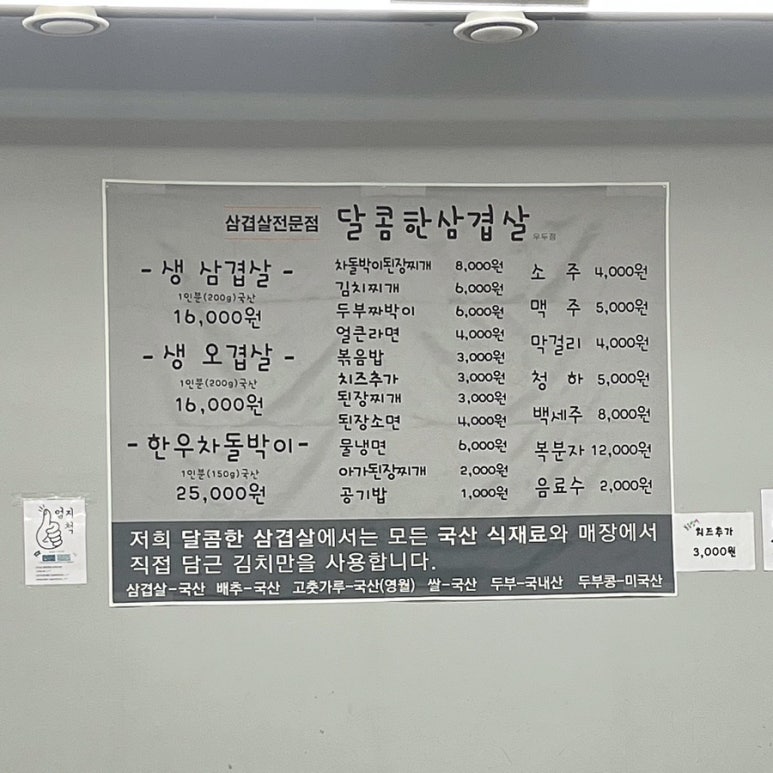 삼겹살전문점 달콤한삼겹살 우두점
- 생 삼겹살 -
1인분(200g)국산
16,000원
- 생 오겹살 -
1인분(200g)국산
16,000원
- 한우차돌박이 -
1인분(150g)국산
25,000원
차돌박이된장찌개 8,000원
김치찌개 6,000원
두부짜박이 6,000원
얼큰라면 4,000원
볶음밥 3,000원
치즈추가 3,000원
된장찌개 3,000원
된장소면 4,000원
물냉면 6,000원
아가된장찌개 2,000원
공기밥 1,000원
소 주 4,000원
맥 주 5,000원
막걸리 4,000원
청 하 5,000원
백세주 8,000원
복분자 12,000원
음료수 2,000원
저희 달콤한 삼겹살에서는 모든 국산 식재료와 매장에서
직접 담근 김치만을 사용합니다.
삼겹살-국산 배추-국산 고춧가루-국산(영월) 쌀-국산 두부-국내산 두부콩-미국산
엄지
척
치즈추가
3,000원